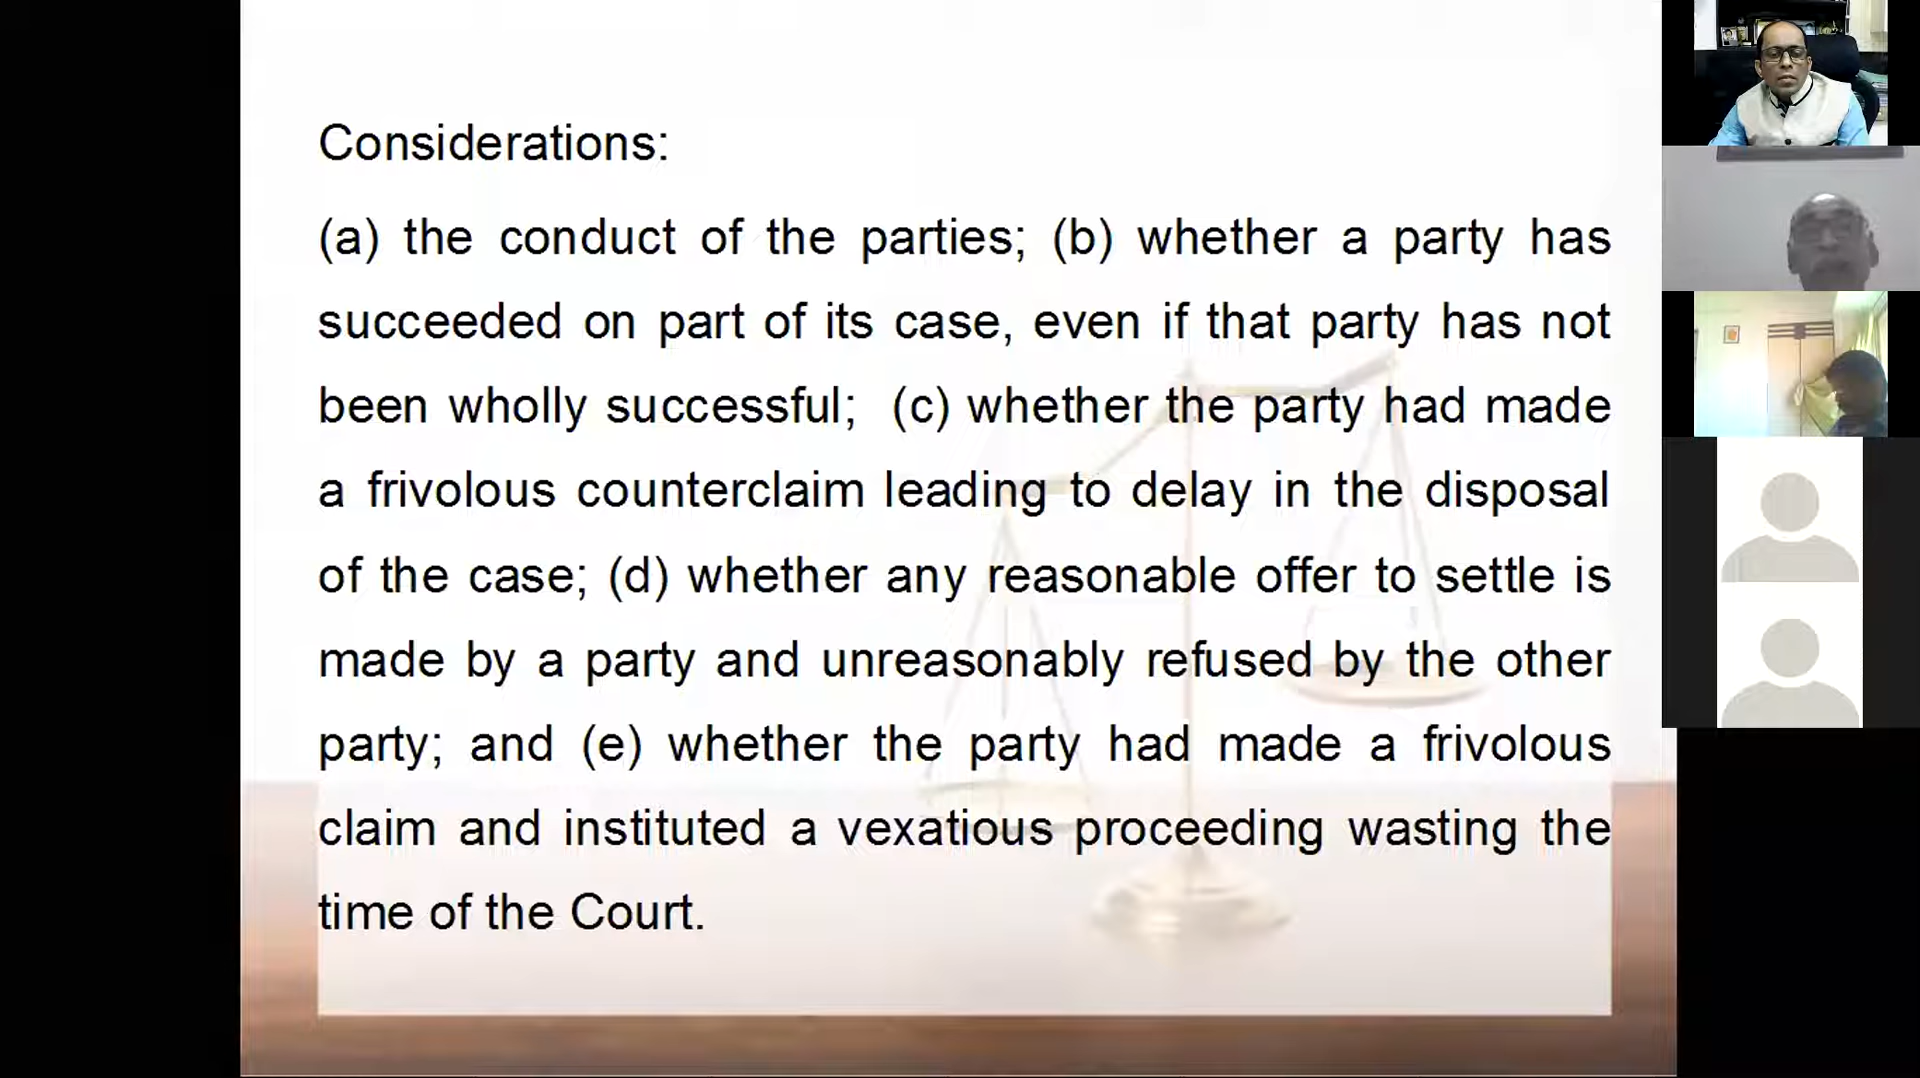 Considerations:
(a) the conduct of the parties; (b) whether a party has
succeeded on part of its case, even if that party has not
been wholly successful; (c) whether the party had made
a frivolous counterclaim leading to delay in the disposal
of the case; (d) whether any reasonable offer to settle is
made by a party and unreasonably refused by the other
party; and (e) whether the party had made a frivolous
claim and instituted a vexatious proceeding wasting the
time of the Court.